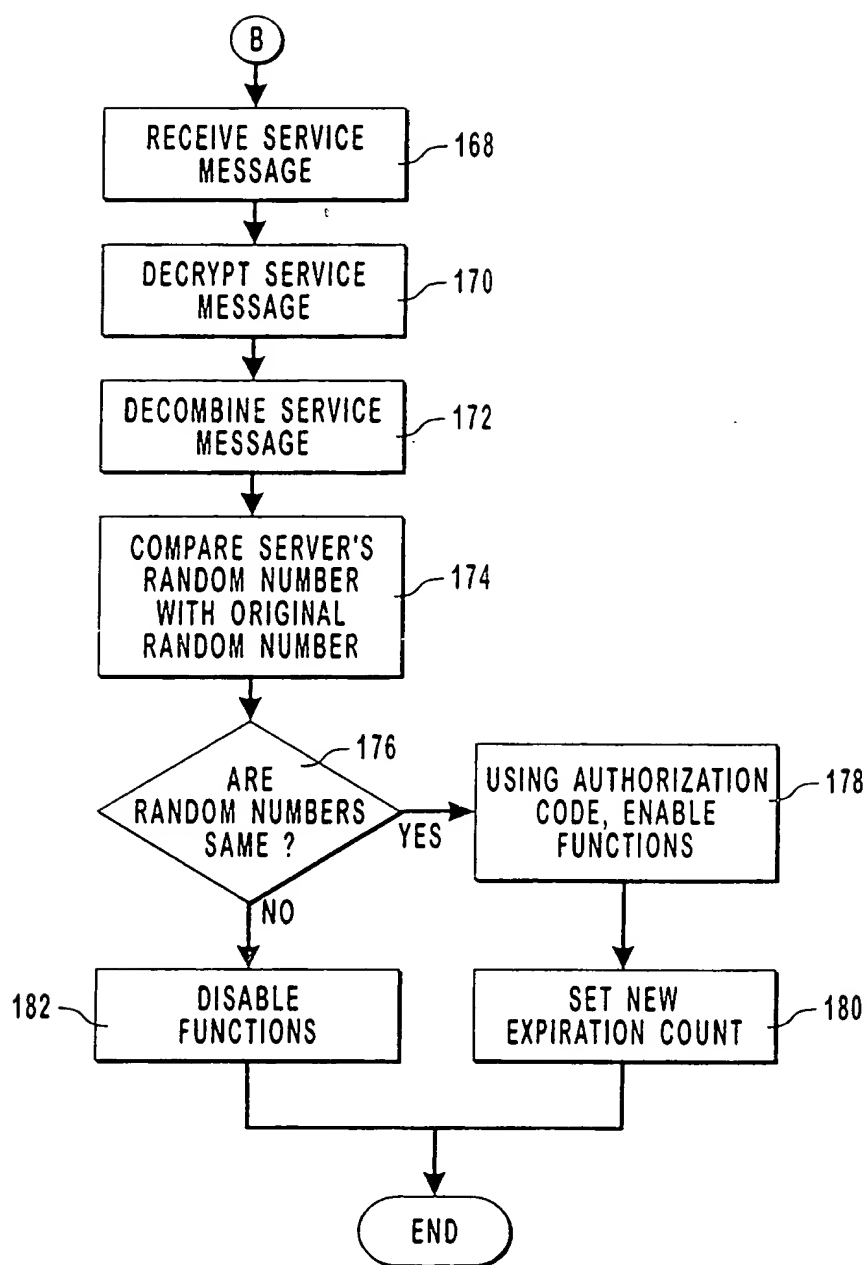 B
RECEIVE SERVICE
MESSAGE
168
DECRYPT SERVICE
MESSAGE
170
DECOMBINE SERVICE
MESSAGE
172
COMPARE SERVER'S
RANDOM NUMBER
WITH ORIGINAL
RANDOM NUMBER
174
176
ARE
RANDOM NUMBERS
SAME ?
YES
NO
USING AUTHORIZATION
CODE, ENABLE
FUNCTIONS
178
182
DISABLE
FUNCTIONS
SET NEW
EXPIRATION COUNT
180
END